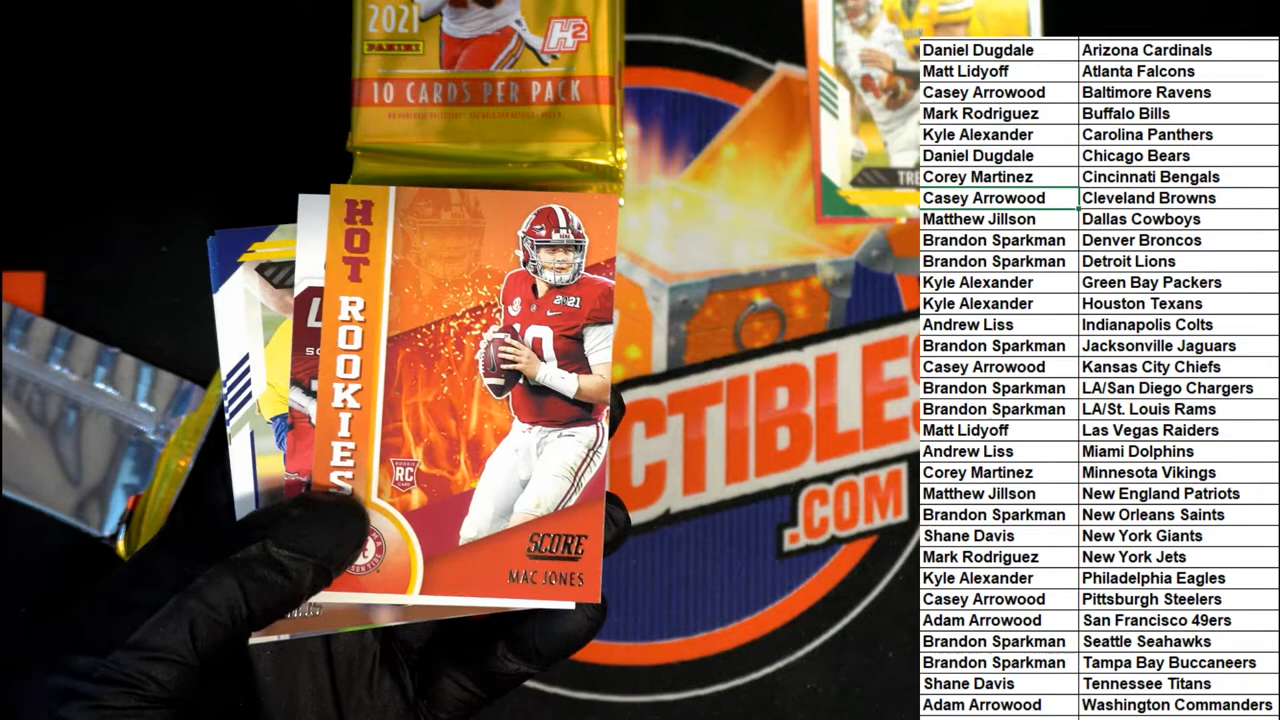 2021
PANINI
H2
10 CARDS PER PACK
TRE
HOT ROOKIES
2021
10
ROOKIE
RC
CARD
SCORE
MAC JONES
CTIBLES
.COM
Daniel Dugdale Arizona Cardinals
Matt Lidyoff Atlanta Falcons
Casey Arrowood Baltimore Ravens
Mark Rodriguez Buffalo Bills
Kyle Alexander Carolina Panthers
Daniel Dugdale Chicago Bears
Corey Martinez Cincinnati Bengals
Casey Arrowood Cleveland Browns
Matthew Jillson Dallas Cowboys
Brandon Sparkman Denver Broncos
Brandon Sparkman Detroit Lions
Kyle Alexander Green Bay Packers
Kyle Alexander Houston Texans
Andrew Liss Indianapolis Colts
Brandon Sparkman Jacksonville Jaguars
Casey Arrowood Kansas City Chiefs
Brandon Sparkman LA/San Diego Chargers
Brandon Sparkman LA/St. Louis Rams
Matt Lidyoff Las Vegas Raiders
Andrew Liss Miami Dolphins
Corey Martinez Minnesota Vikings
Matthew Jillson New England Patriots
Brandon Sparkman New Orleans Saints
Shane Davis New York Giants
Mark Rodriguez New York Jets
Kyle Alexander Philadelphia Eagles
Casey Arrowood Pittsburgh Steelers
Adam Arrowood San Francisco 49ers
Brandon Sparkman Seattle Seahawks
Brandon Sparkman Tampa Bay Buccaneers
Shane Davis Tennessee Titans
Adam Arrowood Washington Commanders